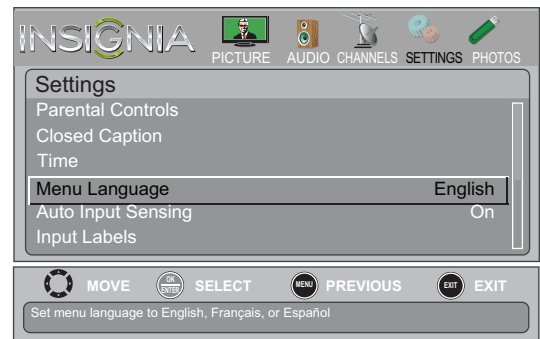 INSIGNIA
PICTURE AUDIO CHANNELS SETTINGS PHOTOS
Settings
Parental Controls
Closed Caption
Time
Menu Language English
Auto Input Sensing On
Input Labels
MOVE OK ENTER SELECT MENU PREVIOUS EXIT EXIT
Set menu language to English, Français, or Español